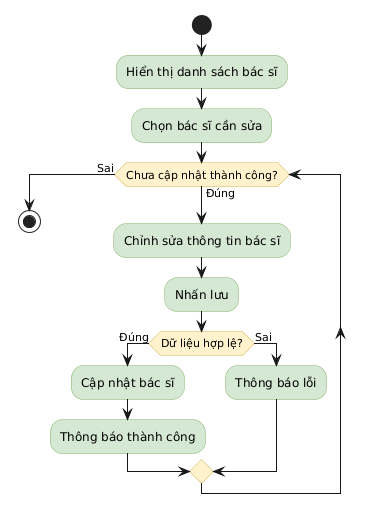 Hiển thị danh sách bác sĩ
Chọn bác sĩ cần sửa
Sai
Chưa cập nhật thành công?
Đúng
Chỉnh sửa thông tin bác sĩ
Nhấn lưu
Đúng
Dữ liệu hợp lệ?
Sai
Cập nhật bác sĩ
Thông báo lỗi
Thông báo thành công